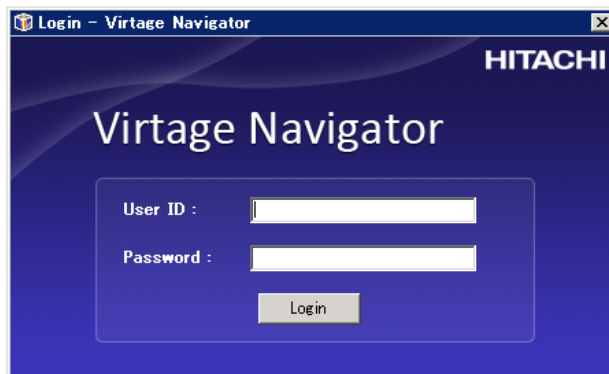 Login - Virtage Navigator
HITACHI
Virtage Navigator
User ID :
Password :
Login